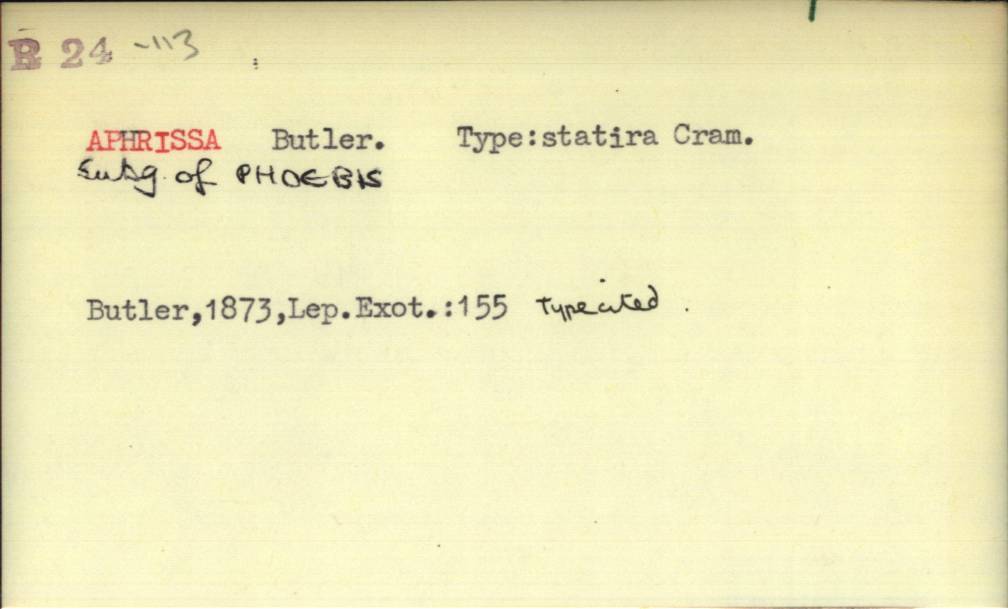 R 24 -113
APHRISSA Butler. Type:statira Cram.
Subg. of PHOEBIS
Butler,1873,Lep.Exot.:155 Type cited.